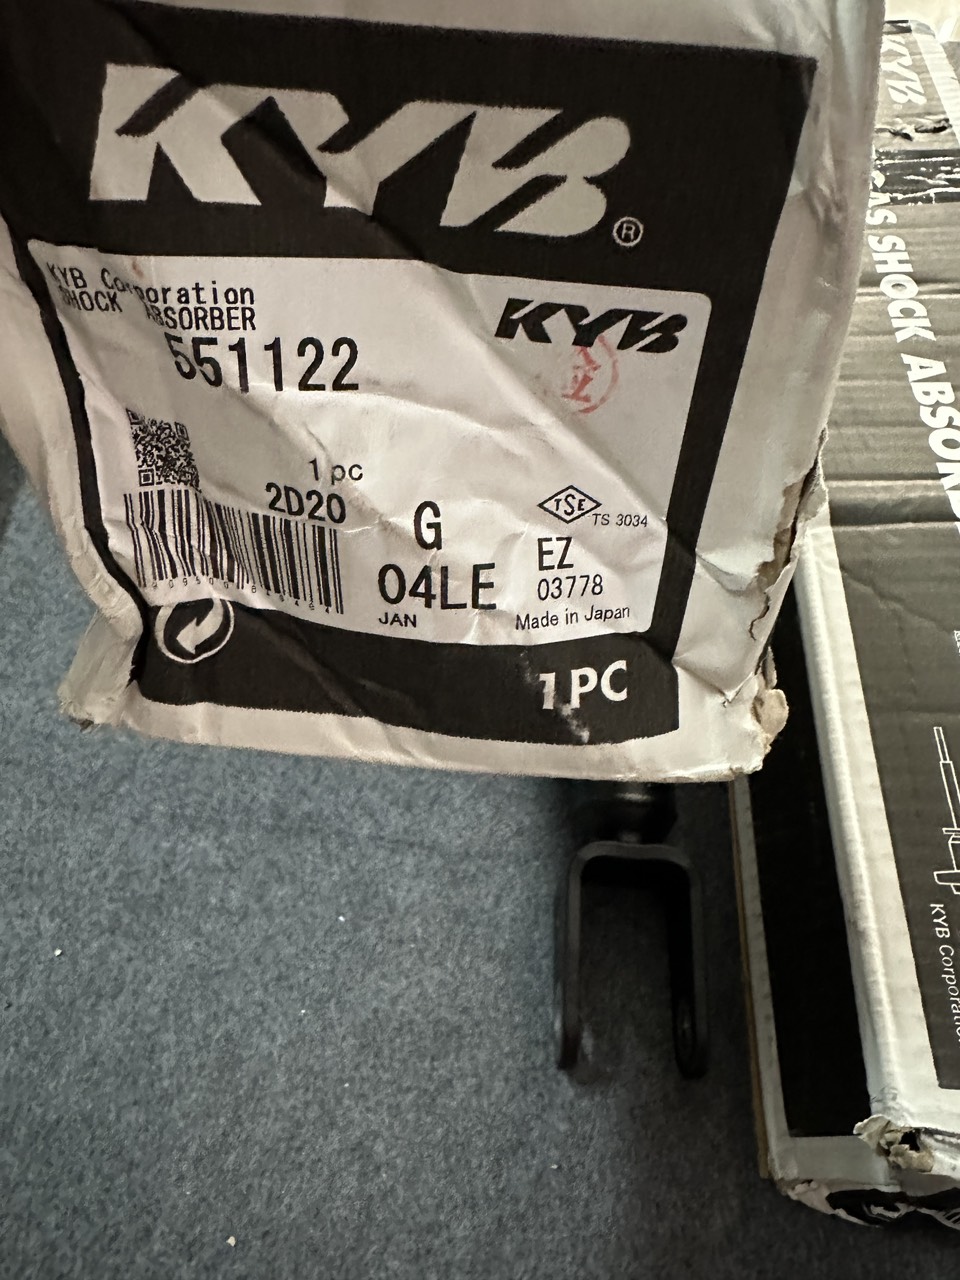 KYB®
KYB Corporation
SHOCK ABSORBER
KYB
551122
1 pc
2D20
G
TSE
TS 3034
04LE
EZ
03778
JAN
Made in Japan
1PC
KYB
GAS SHOCK ABSOR
KYB Corporation